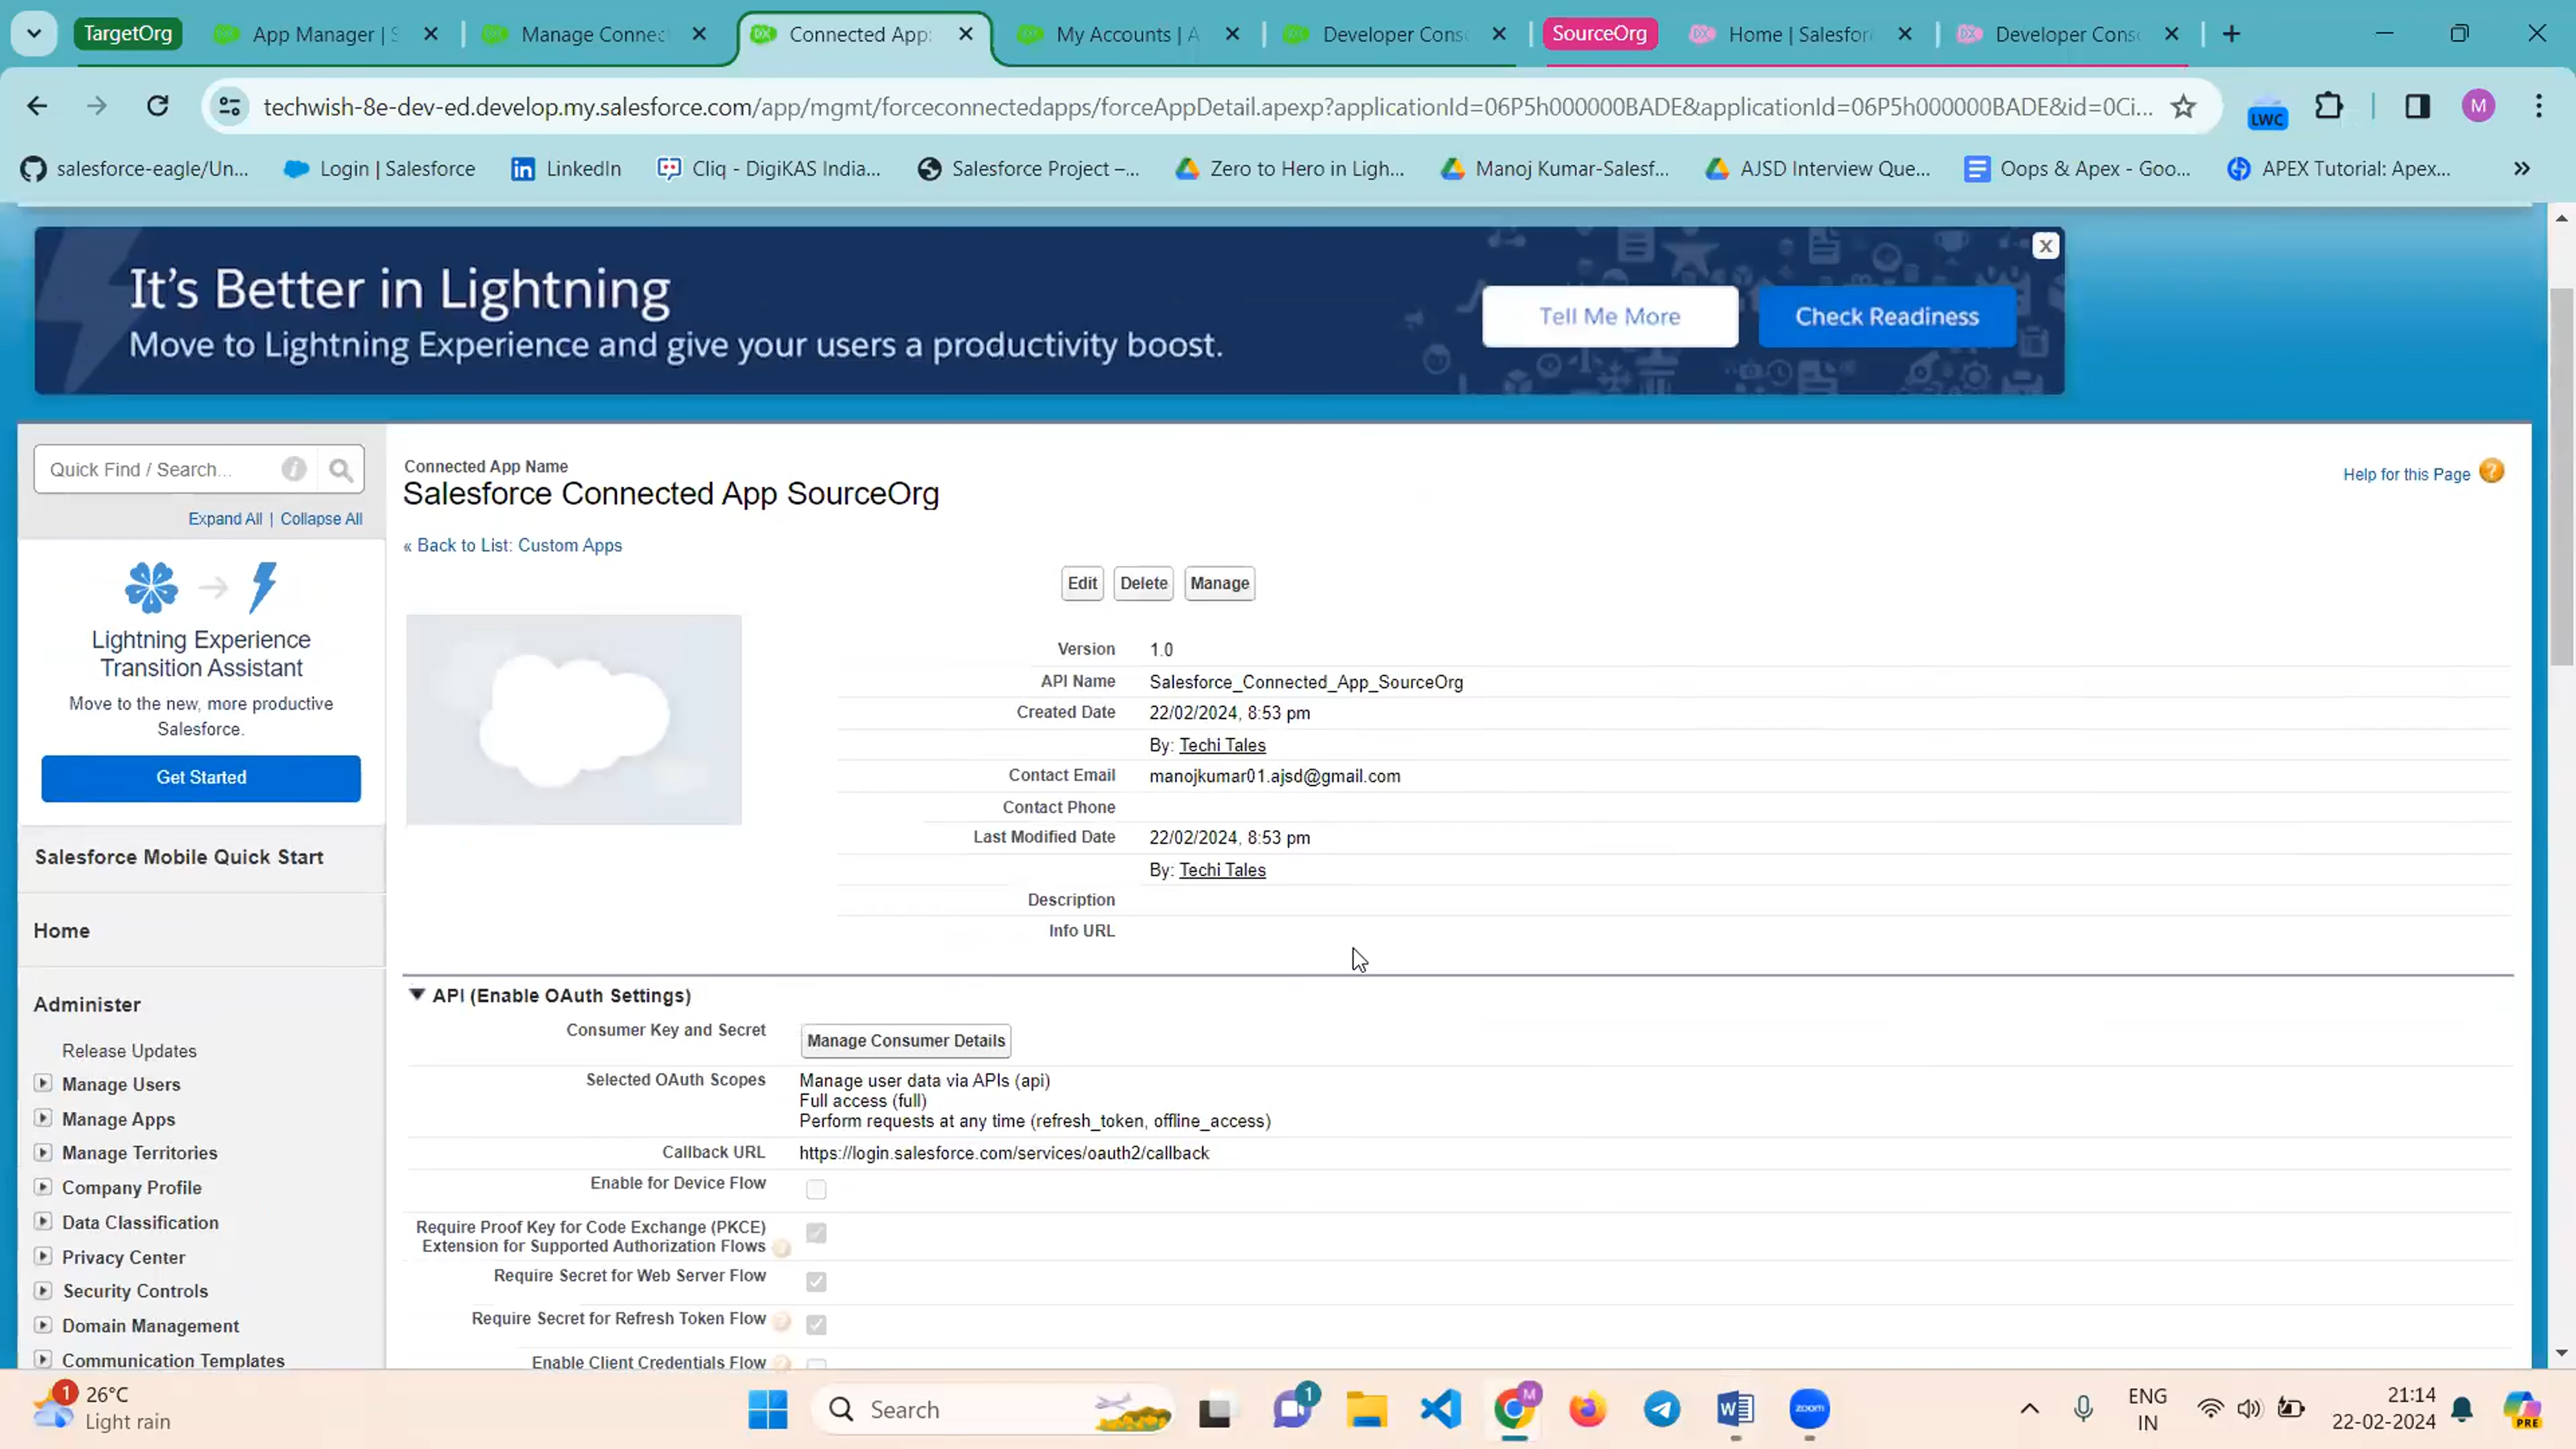 TargetOrg
App Manager | S
Manage Connec
Connected App:
My Accounts | A
Developer Cons
SourceOrg
Home | Salesfor
Developer Cons
techwish-8e-dev-ed.develop.my.salesforce.com/app/mgmt/forceconnectedapps/forceAppDetail.apexp?applicationId=06P5h000000BADE&applicationId=06P5h000000BADE&id=0Ci...
LWC
M
salesforce-eagle/Un...
Login | Salesforce
LinkedIn
Cliq - DigiKAS India...
Salesforce Project –...
Zero to Hero in Ligh...
Manoj Kumar-Salesf...
AJSD Interview Que...
Oops & Apex - Goo...
APEX Tutorial: Apex...
»
It's Better in Lightning
Move to Lightning Experience and give your users a productivity boost.
Tell Me More
Check Readiness
X
Quick Find / Search...
Expand All | Collapse All
Lightning Experience
Transition Assistant
Move to the new, more productive
Salesforce.
Get Started
Salesforce Mobile Quick Start
Home
Administer
Release Updates
Manage Users
Manage Apps
Manage Territories
Company Profile
Data Classification
Privacy Center
Security Controls
Domain Management
Communication Templates
Connected App Name
Salesforce Connected App SourceOrg
Help for this Page
« Back to List: Custom Apps
Edit
Delete
Manage
Version 1.0
API Name Salesforce_Connected_App_SourceOrg
Created Date 22/02/2024, 8:53 pm
By: Techi Tales
Contact Email manojkumar01.ajsd@gmail.com
Contact Phone
Last Modified Date 22/02/2024, 8:53 pm
By: Techi Tales
Description
Info URL
API (Enable OAuth Settings)
Consumer Key and Secret Manage Consumer Details
Selected OAuth Scopes Manage user data via APIs (api)
Full access (full)
Perform requests at any time (refresh_token, offline_access)
Callback URL https://login.salesforce.com/services/oauth2/callback
Enable for Device Flow
Require Proof Key for Code Exchange (PKCE)
Extension for Supported Authorization Flows
Require Secret for Web Server Flow
Require Secret for Refresh Token Flow
Enable Client Credentials Flow
1
26°C
Light rain
Search
1
M
zoom
ENG
IN
21:14
22-02-2024
PRE